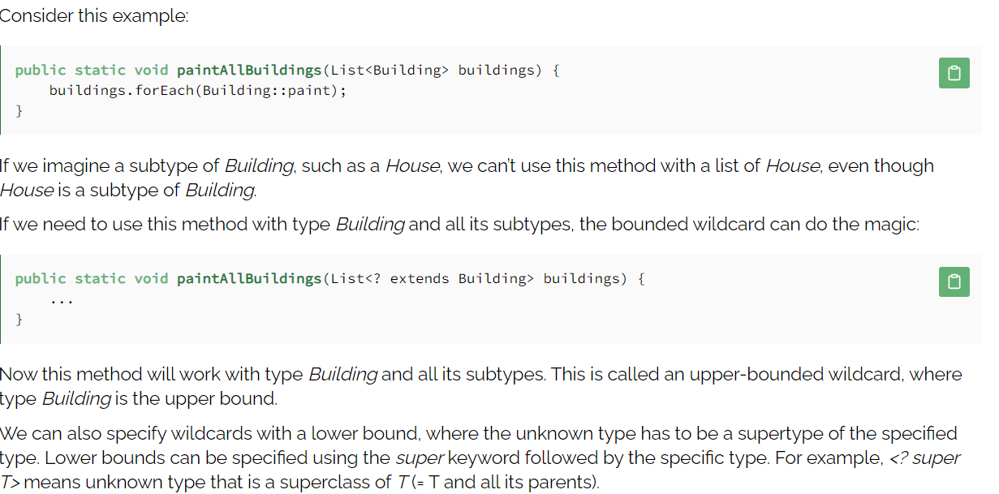 Consider this example:
public static void paintAllBuildings(List<Building> buildings) {
    buildings.forEach(Building::paint);
}
If we imagine a subtype of Building, such as a House, we can't use this method with a list of House, even though
House is a subtype of Building.
If we need to use this method with type Building and all its subtypes, the bounded wildcard can do the magic:
public static void paintAllBuildings(List<? extends Building> buildings) {
    ...
}
Now this method will work with type Building and all its subtypes. This is called an upper-bounded wildcard, where
type Building is the upper bound.
We can also specify wildcards with a lower bound, where the unknown type has to be a supertype of the specified
type. Lower bounds can be specified using the super keyword followed by the specific type. For example, <? super
T> means unknown type that is a superclass of T (= T and all its parents).